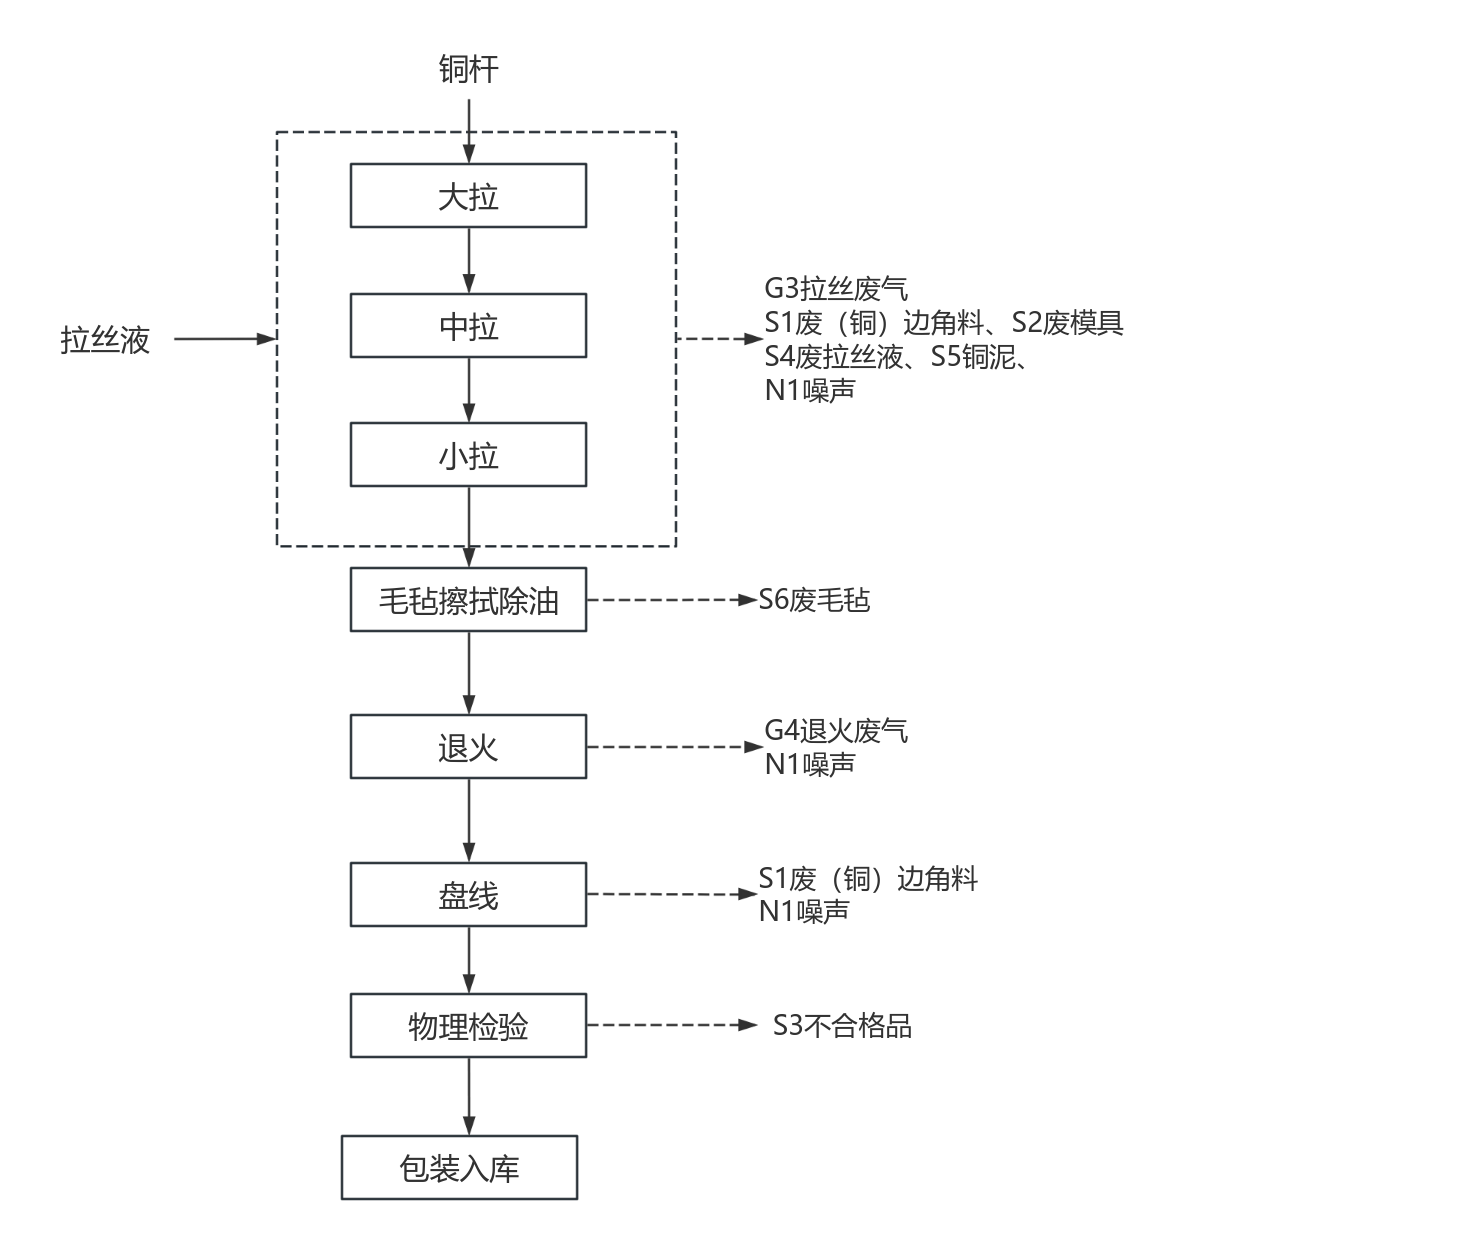 铜杆
大拉
中拉
拉丝液
小拉
G3拉丝废气
S1废（铜）边角料、S2废模具
S4废拉丝液、S5铜泥、
N1噪声
毛毡擦拭除油
S6废毛毡
退火
G4退火废气
N1噪声
盘线
S1废（铜）边角料
N1噪声
物理检验
S3不合格品
包装入库